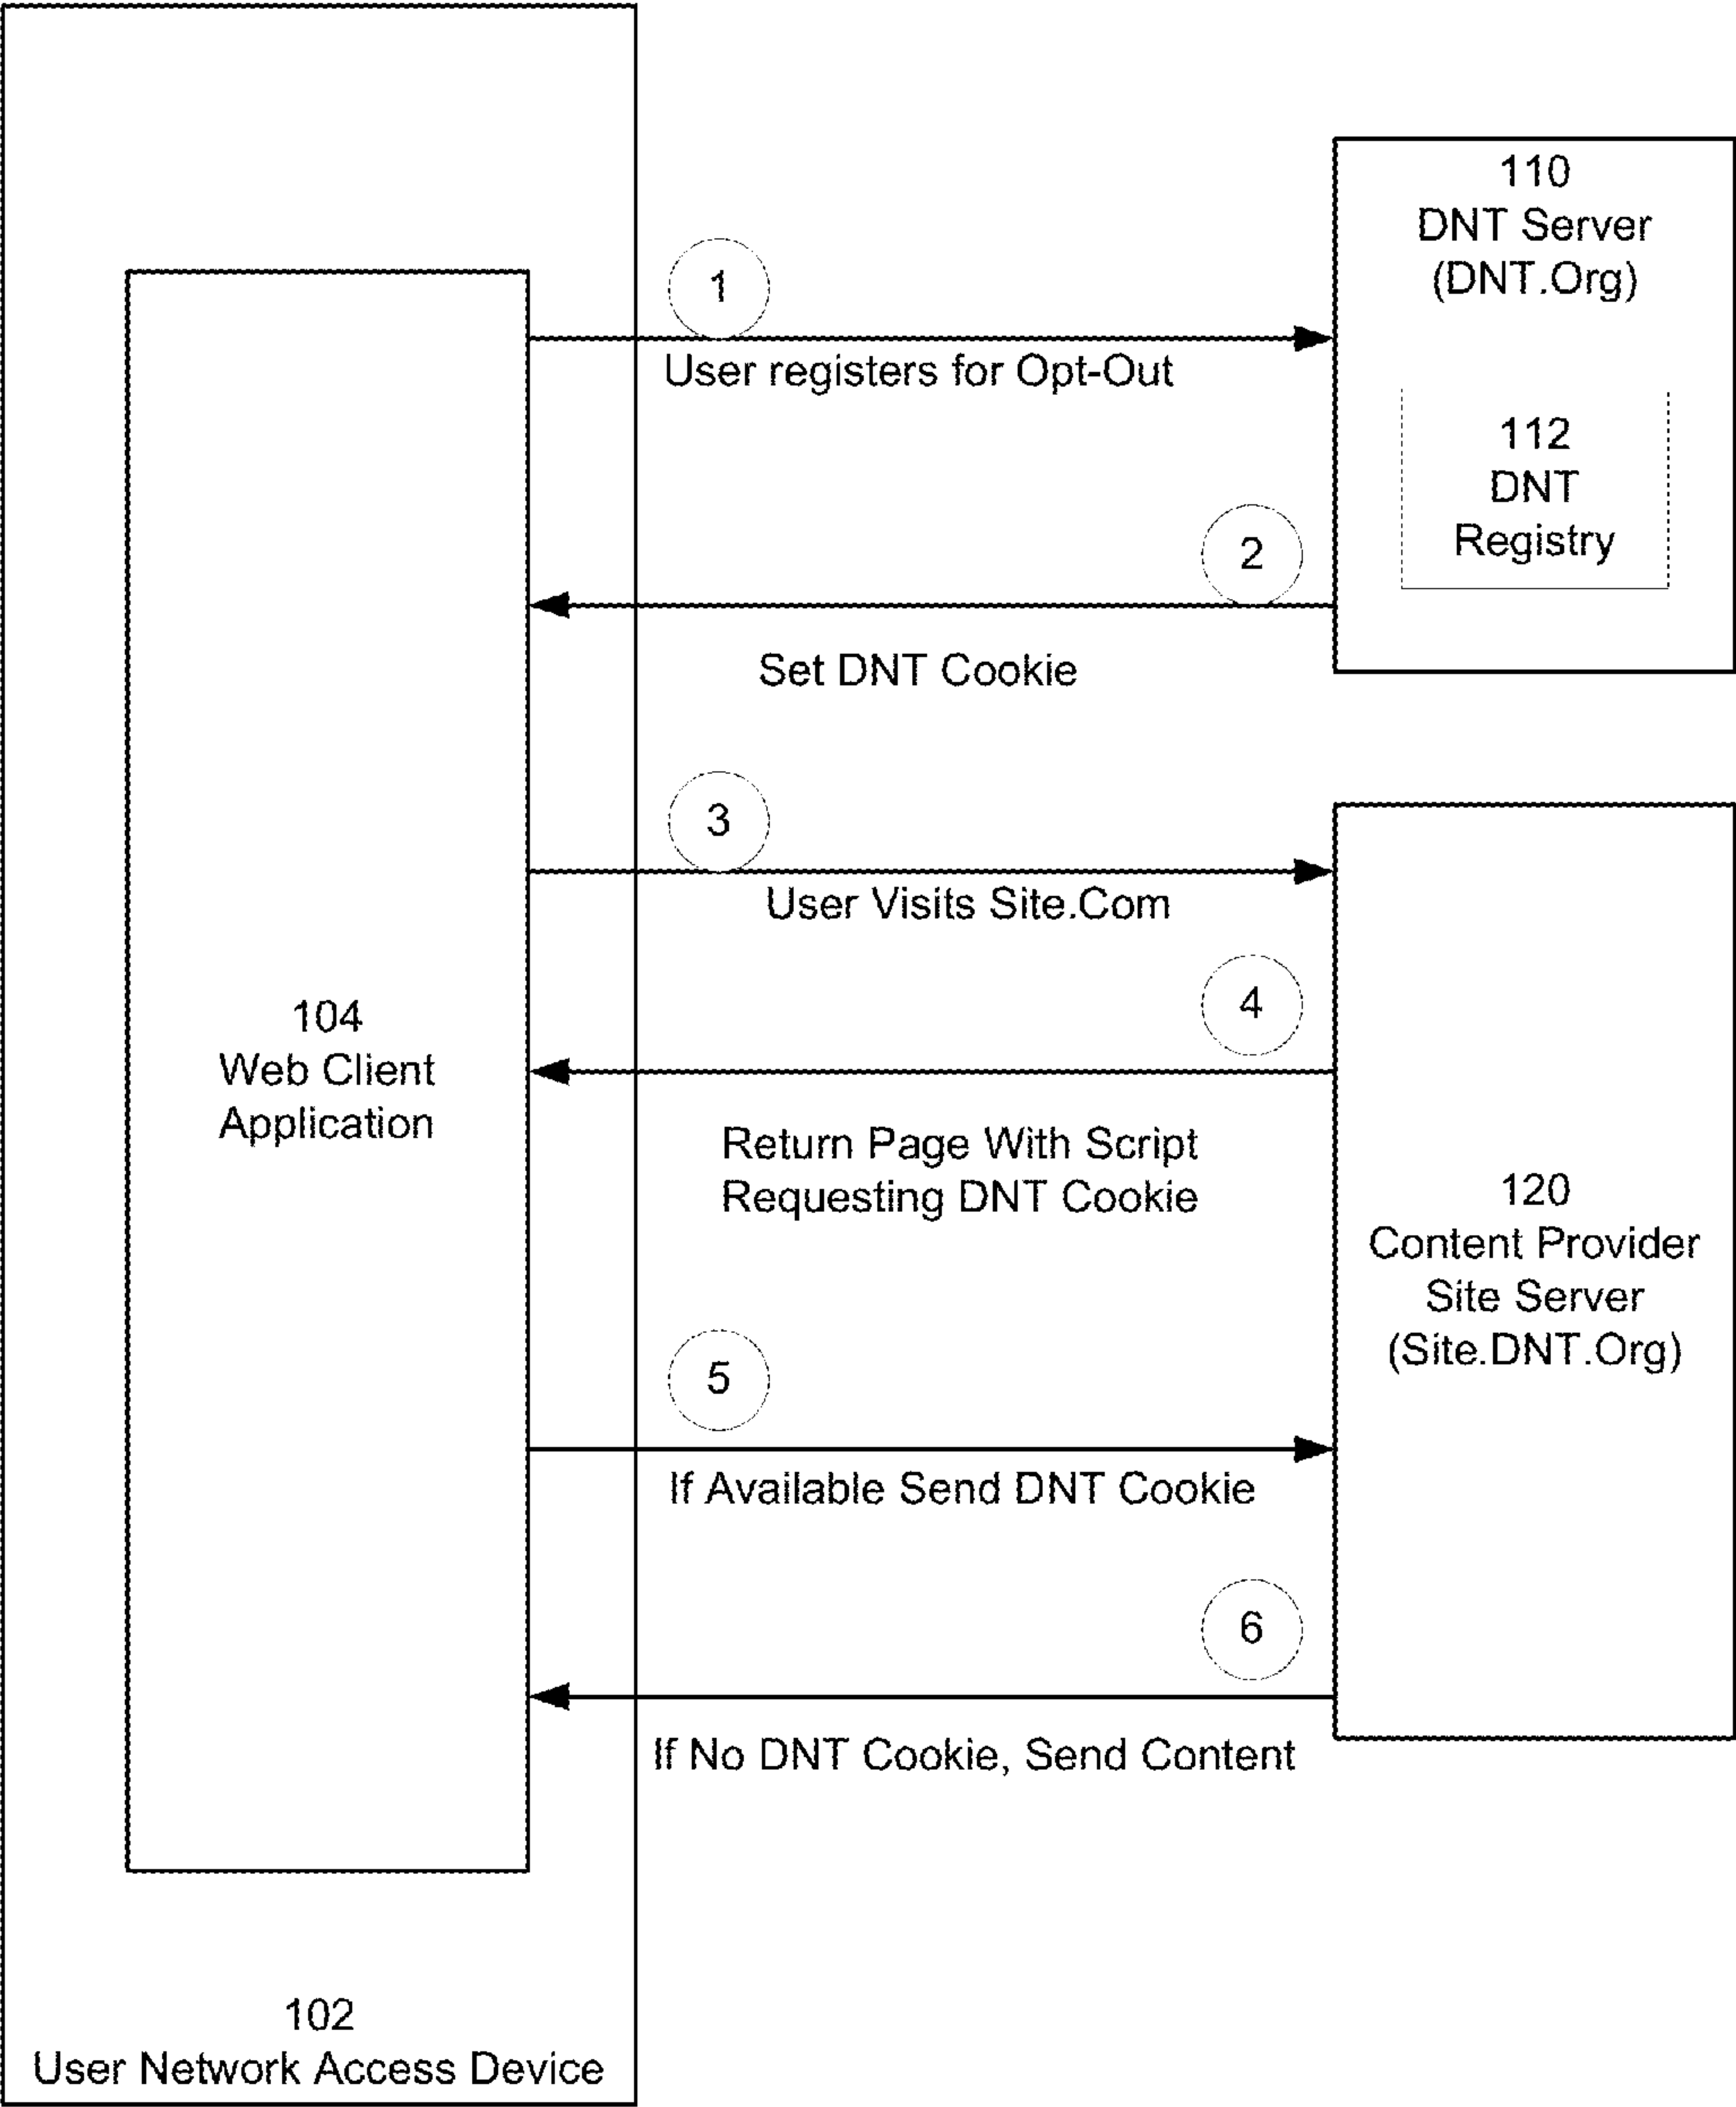 110
DNT Server
(DNT.Org)
1
User registers for Opt-Out
112
DNT
Registry
2
Set DNT Cookie
3
User Visits Site.Com
4
104
Web Client
Application
Return Page With Script
Requesting DNT Cookie
120
Content Provider
Site Server
(Site.DNT.Org)
5
If Available Send DNT Cookie
6
If No DNT Cookie, Send Content
102
User Network Access Device